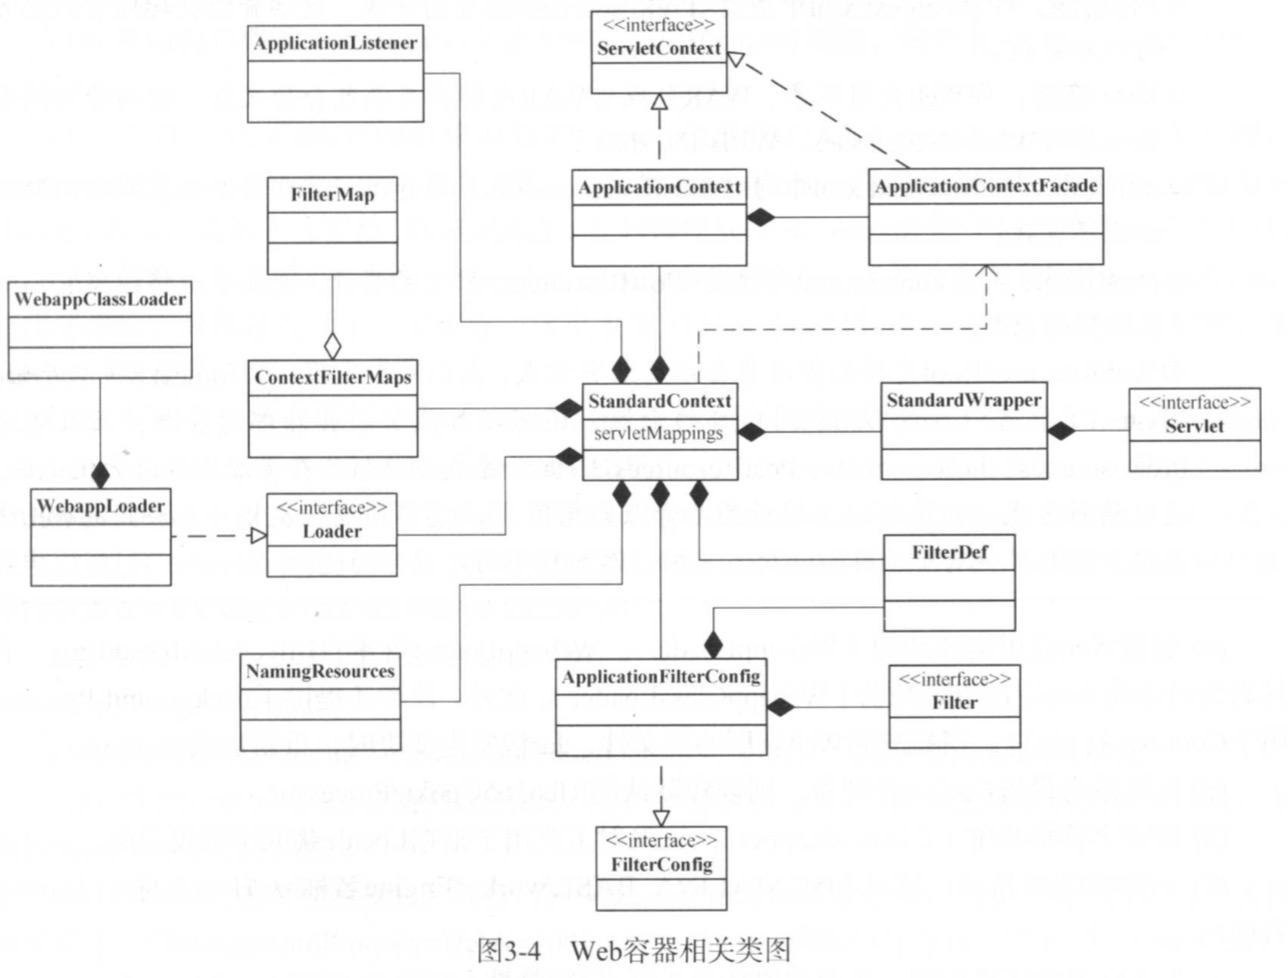 ApplicationListener
<<interface>>
ServletContext
FilterMap
ApplicationContext
ApplicationContextFacade
WebappClassLoader
ContextFilterMaps
StandardContext
servletMappings
StandardWrapper
<<interface>>
Servlet
WebappLoader
<<interface>>
Loader
FilterDef
NamingResources
ApplicationFilterConfig
<<interface>>
Filter
<<interface>>
FilterConfig
图3-4 Web容器相关类图